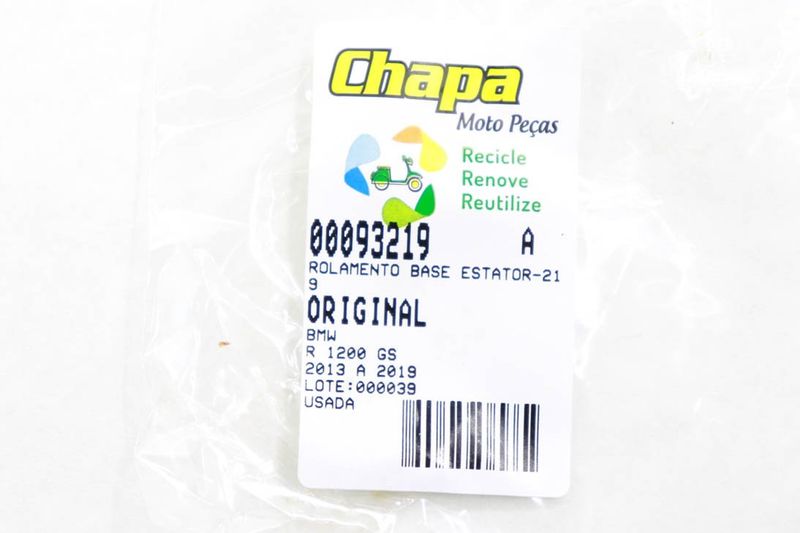 Chapa
Moto Peças
Recicle
Renove
Reutilize
00093219 A
ROLAMENTO BASE ESTATOR-21
9
ORIGINAL
BMW
R 1200 GS
2013 A 2019
LOTE:000039
USADA